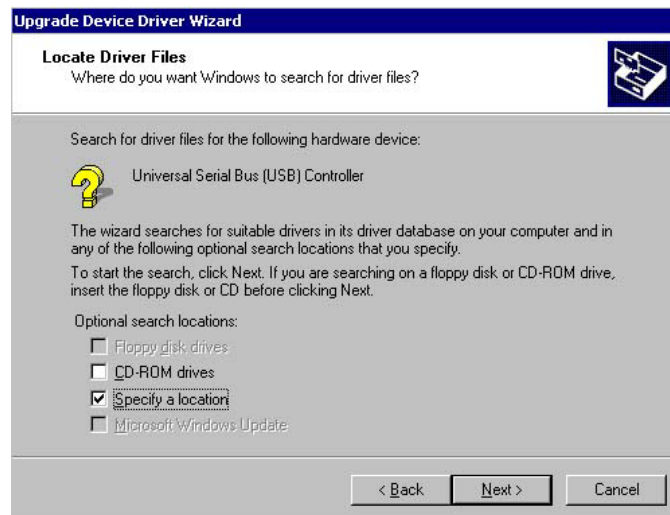 Upgrade Device Driver Wizard
Locate Driver Files
Where do you want Windows to search for driver files?
Search for driver files for the following hardware device:
Universal Serial Bus (USB) Controller
The wizard searches for suitable drivers in its driver database on your computer and in
any of the following optional search locations that you specify.
To start the search, click Next. If you are searching on a floppy disk or CD-ROM drive,
insert the floppy disk or CD before clicking Next.
Optional search locations:
Floppy disk drives
CD-ROM drives
Specify a location
Microsoft Windows Update
< Back
Next >
Cancel